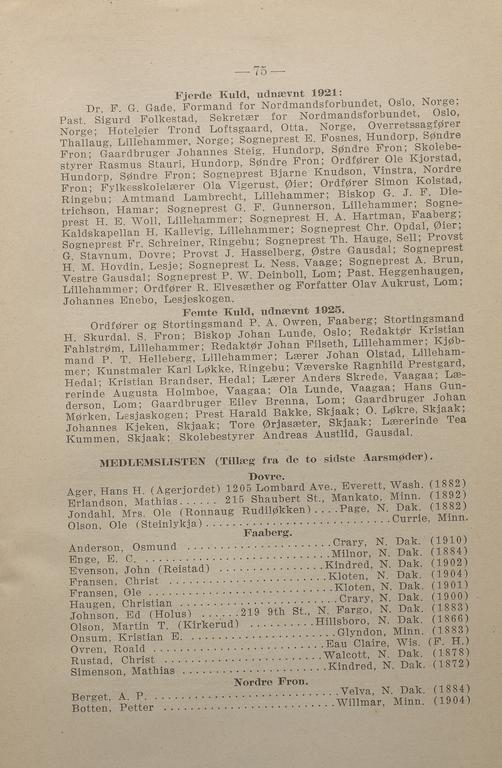 — 75 —
Fjerde Kuld, udnævnt 1921:
Dr. F. G. Gade, Formand for Nordmandsforbundet, Oslo, Norge;
Past. Sigurd Folkestad, Sekretær for Nordmandsforbundet, Oslo,
Norge; Hoteleier Trond Loftsgaard, Otta, Norge, Overretssagfører
Thallaug, Lillehammer, Norge; Sogneprest E. Fosnes, Hundorp, Søndre
Fron; Gaardbruger Johannes Steig, Hundorp, Søndre Fron; Skolebe-
styrer Rasmus Stauri, Hundorp, Søndre Fron; Ordfører Ole Kjorstad,
Hundorp, Søndre Fron; Sogneprest Bjarne Knudson, Vinstra, Nordre
Fron; Fylkesskolelærer Ola Vigerust, Øier; Ordfører Simon Kolstad,
Ringebu; Amtmand Lambrecht, Lillehammer; Biskop G. J. F. Die-
trichson, Hamar; Sogneprest G. F. Gunnerson, Lillehammer; Sogne-
prest H. E. Woll, Lillehammer; Sogneprest H. A. Hartman, Faaberg;
Kaldskapellan H. Kallevig, Lillehammer; Sogneprest Chr. Opdal, Øier;
Sogneprest Fr. Schreiner, Ringebu; Sogneprest Th. Hauge, Sell; Provst
G. Stavnum, Dovre; Provst J. Hasselberg, Østre Gausdal; Sogneprest
H. M. Hovdin, Lesje; Sogneprest L. Ness, Vaage; Sogneprest A. Brun,
Vestre Gausdal; Sogneprest P. W. Deinboll, Lom; Past. Heggenhaugen,
Lillehammer; Ordfører R. Elvesæther og Forfatter Olav Aukrust, Lom;
Johannes Enebo, Lesjeskogen.
Femte Kuld, udnævnt 1925.
Ordfører og Stortingsmand P. A. Owren, Faaberg; Stortingsmand
H. Skurdal, S. Fron; Biskop Johan Lunde, Oslo; Redaktør Kristian
Fahlstrøm, Lillehammer; Redaktør Johan Filseth, Lillehammer; Kjøb-
mand P. T. Helleberg, Lillehammer; Lærer Johan Olstad, Lilleham-
mer; Kunstmaler Karl Løkke, Ringebu; Væverske Ragnhild Prestgard,
Hedal; Kristian Brandser, Hedal; Lærer Anders Skrede, Vaagaa; Læ-
rerinde Augusta Holmboe, Vaagaa; Ola Lunde, Vaagaa; Hans Gun-
derson, Lom; Gaardbruger Eilev Brenna, Lom; Gaardbruger Johan
Mørken, Lesjaskogen; Prest Harald Bakke, Skjaak; O. Løkre, Skjaak;
Johannes Kjeken, Skjaak; Tore Ørjasæter, Skjaak; Lærerinde Tea
Kummen, Skjaak; Skolebestyrer Andreas Austlid, Gausdal.
MEDLEMSLISTEN (Tillæg fra de to sidste Aarsmøder).
Dovre.
Ager, Hans H. (Agerjordet) 1205 Lombard Ave., Everett, Wash. (1882)
Erlandson, Mathias ...... 215 Shaubert St., Mankato, Minn. (1892)
Jondahl, Mrs. Ole (Ronnaug Rudiløkken) .... Page, N. Dak. (1882)
Olson, Ole (Steinlykja) ........................ Currie, Minn.
Faaberg.
Anderson, Osmund .................... Crary, N. Dak. (1910)
Enge, E. C. .......................... Milnor, N. Dak. (1884)
Evenson, John (Reistad) ................ Kindred, N. Dak. (1902)
Fransen, Christ ........................ Kloten, N. Dak. (1904)
Fransen, Ole .......................... Kloten, N. Dak. (1901)
Haugen, Christian ...................... Crary, N. Dak. (1900)
Johnson, Ed (Holus) ...... 219 9th St., N. Fargo, N. Dak. (1883)
Olson, Martin T. (Kirkerud) ........ Hillsboro, N. Dak. (1866)
Onsum, Kristian E. .................... Glyndon, Minn. (1883)
Ovren, Roald ........................ Eau Claire, Wis. (F. H.)
Rustad, Christ ........................ Walcott, N. Dak. (1878)
Simenson, Mathias .................... Kindred, N. Dak. (1872)
Nordre Fron.
Berget, A. P. .......................... Velva, N. Dak. (1884)
Botten, Petter ........................ Willmar, Minn. (1904)